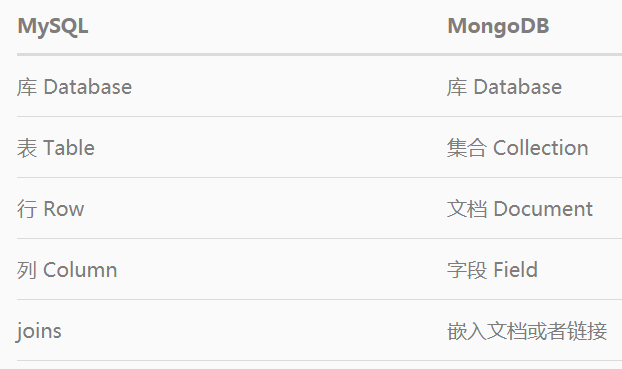 MySQL MongoDB
库 Database 库 Database
表 Table 集合 Collection
行 Row 文档 Document
列 Column 字段 Field
joins 嵌入文档或者链接